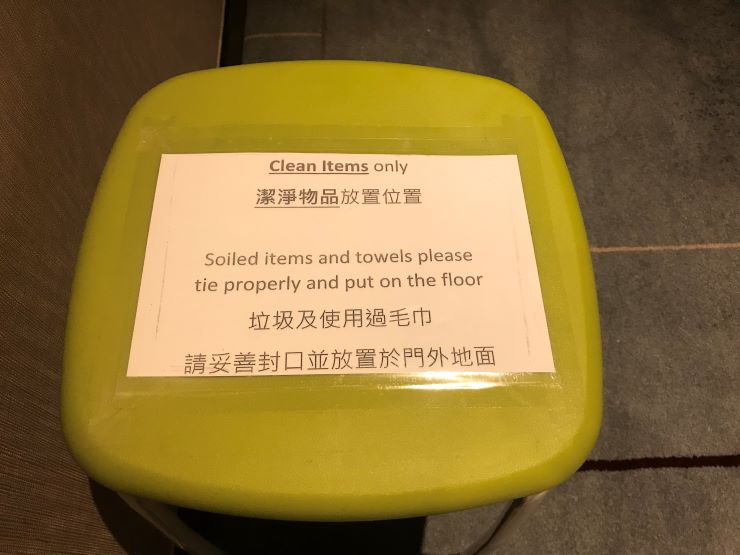 Clean Items only
潔淨物品放置位置
Soiled items and towels please
tie properly and put on the floor
垃圾及使用過毛巾
請妥善封口並放置於門外地面